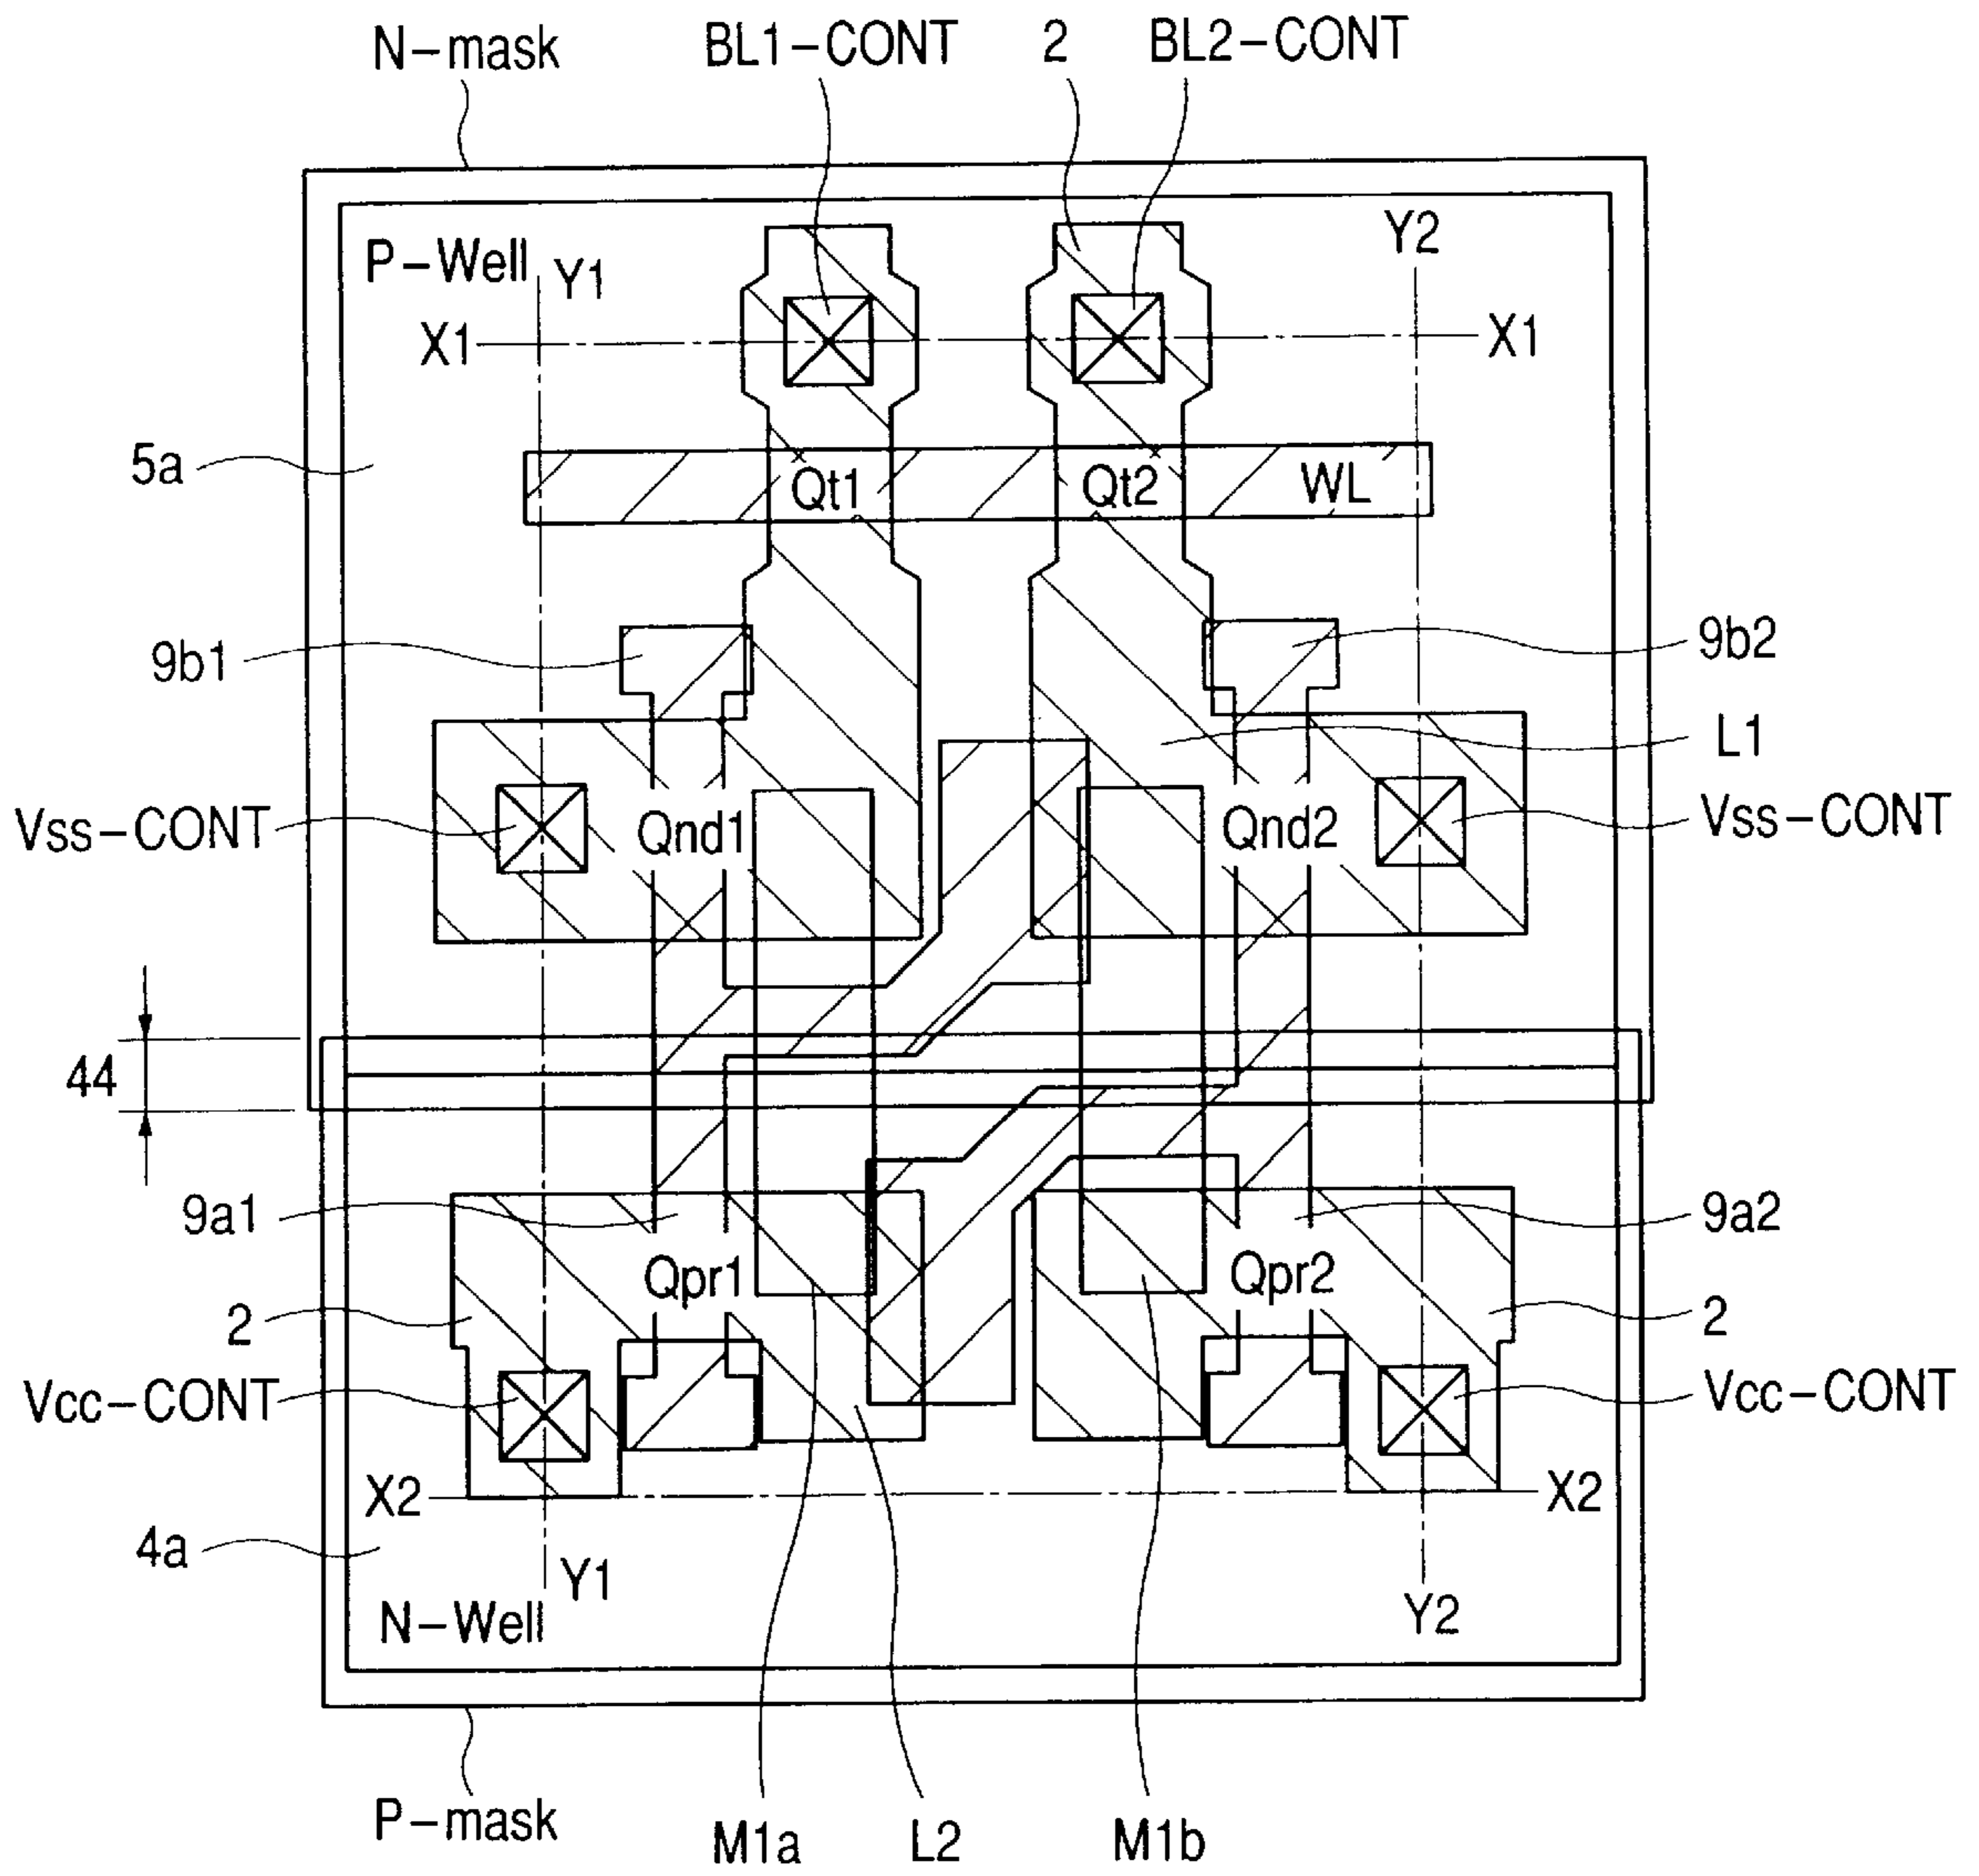 N-mask
BL1-CONT
2
BL2-CONT
P-Well
Y1
Y2
X1
X1
5a
Qt1
Qt2
WL
9b1
9b2
L1
Vss-CONT
Qnd1
Qnd2
Vss-CONT
44
9a1
9a2
Qpr1
Qpr2
2
2
Vcc-CONT
Vcc-CONT
X2
X2
4a
Y1
Y2
N-Well
P-mask
M1a
L2
M1b